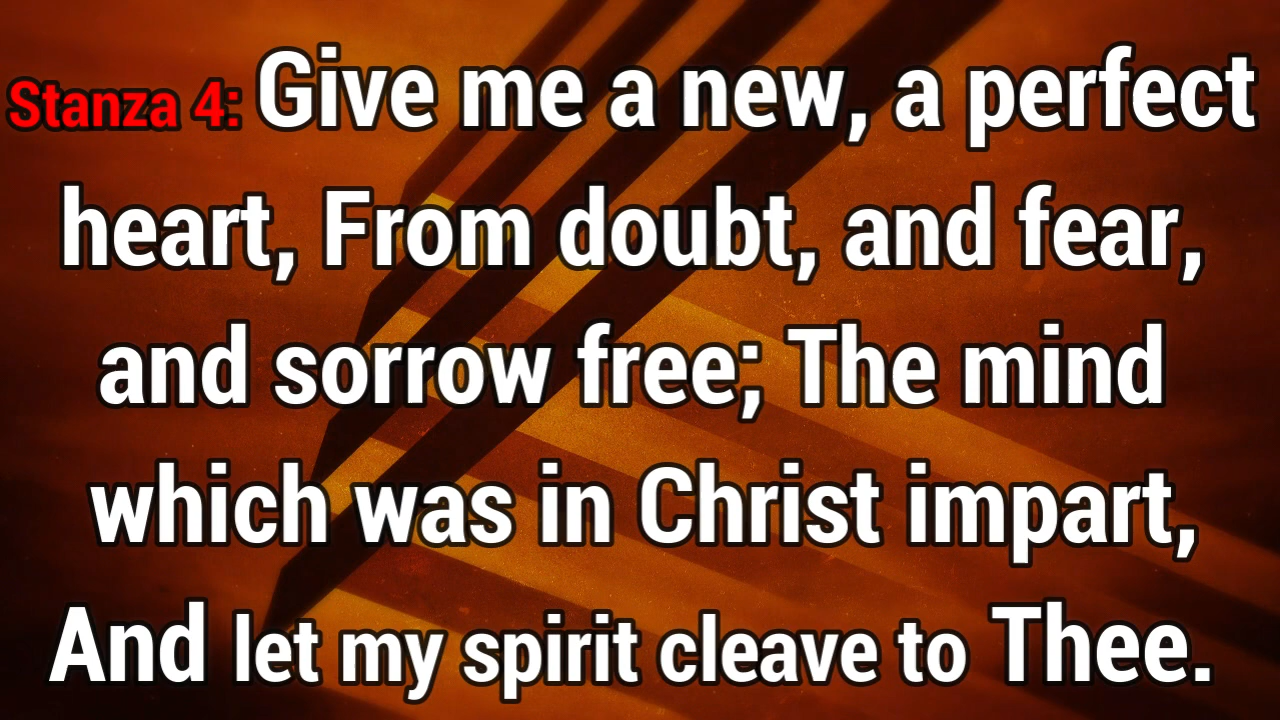 Stanza 4: Give me a new, a perfect
heart, From doubt, and fear,
and sorrow free; The mind
which was in Christ impart,
And let my spirit cleave to Thee.